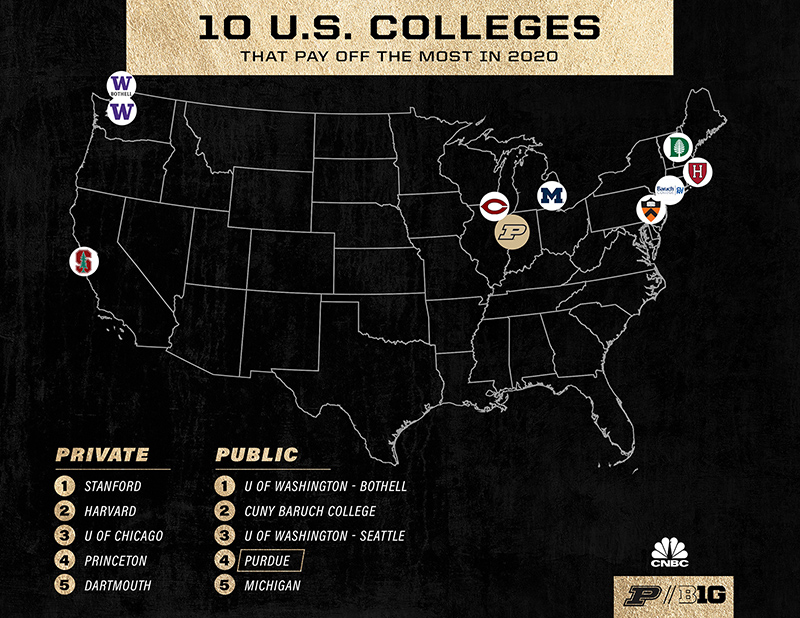 10 U.S. COLLEGES
THAT PAY OFF THE MOST IN 2020
W
BOTHELL
W
S
C
P
M
D
H
Baruch
PRIVATE
1 STANFORD
2 HARVARD
3 U OF CHICAGO
4 PRINCETON
5 DARTMOUTH
PUBLIC
1 U OF WASHINGTON - BOTHELL
2 CUNY BARUCH COLLEGE
3 U OF WASHINGTON - SEATTLE
4 PURDUE
5 MICHIGAN
CNBC
P // B1G